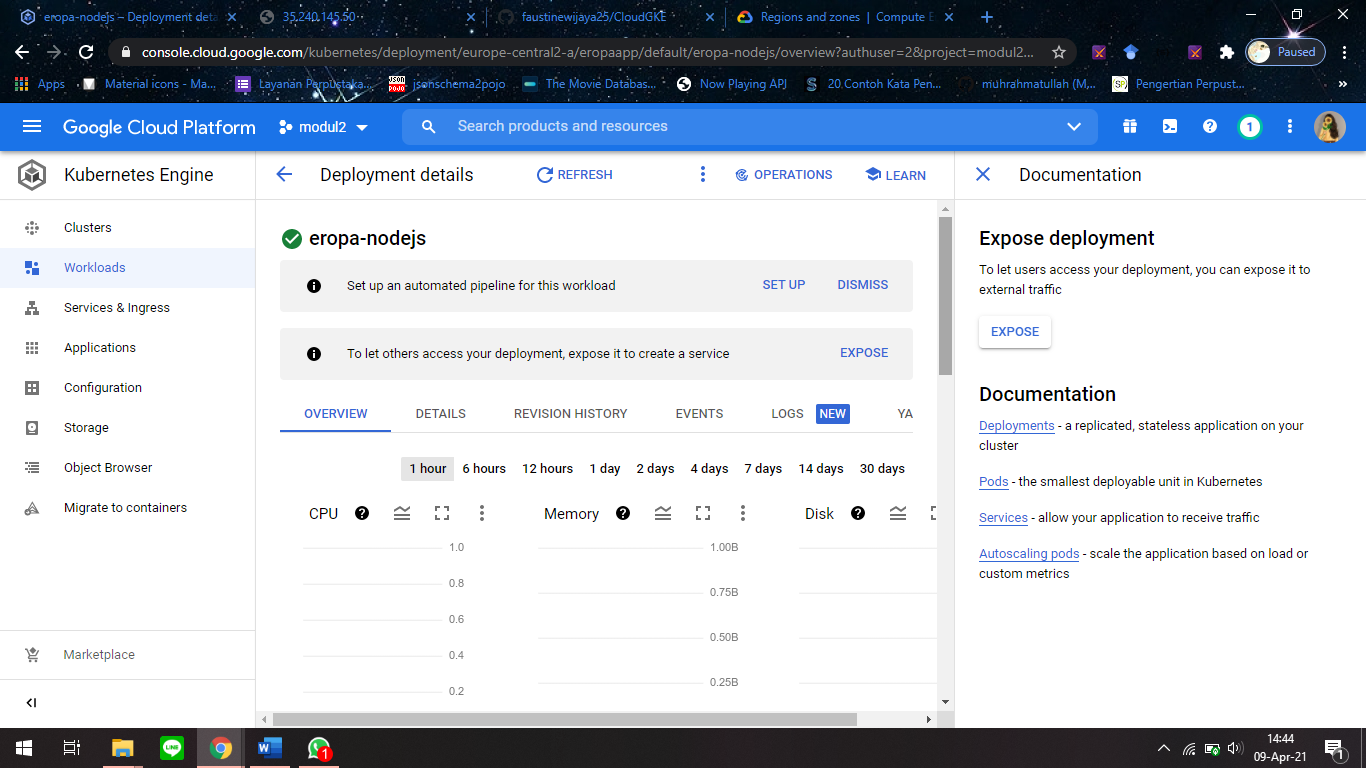 eropa-nodejs – Deployment deta
35.240.145.50
faustinewijaya25/CloudGKE
Regions and zones | Compute E
console.cloud.google.com/kubernetes/deployment/europe-central2-a/eropaapp/default/eropa-nodejs/overview?authuser=2&project=modul2...
Paused
Apps
Material icons - Ma...
Layanan Perpustaka...
jsonschema2pojo
The Movie Databas...
Now Playing API
20 Contoh Kata Pen...
muhrahmatullah (M...
Pengertian Perpust...
Google Cloud Platform
modul2
Search products and resources
1
Kubernetes Engine
Deployment details
REFRESH
OPERATIONS
LEARN
Documentation
Clusters
Workloads
Services & Ingress
Applications
Configuration
Storage
Object Browser
Migrate to containers
Marketplace
eropa-nodejs
Set up an automated pipeline for this workload
SET UP
DISMISS
To let others access your deployment, expose it to create a service
EXPOSE
OVERVIEW
DETAILS
REVISION HISTORY
EVENTS
LOGS
NEW
YA
1 hour
6 hours
12 hours
1 day
2 days
4 days
7 days
14 days
30 days
CPU
1.0
0.8
0.6
0.4
0.2
Memory
1.00B
0.75B
0.50B
0.25B
Disk
Expose deployment
To let users access your deployment, you can expose it to
external traffic
EXPOSE
Documentation
Deployments - a replicated, stateless application on your
cluster
Pods - the smallest deployable unit in Kubernetes
Services - allow your application to receive traffic
Autoscaling pods - scale the application based on load or
custom metrics
LINE
1
14:44
09-Apr-21
1